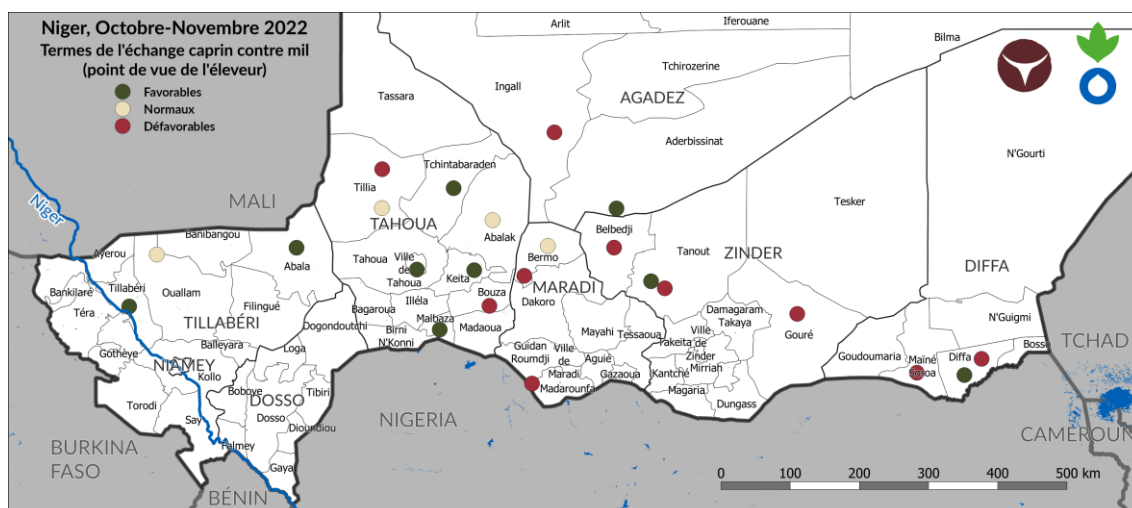 Niger, Octobre-Novembre 2022
Termes de l'échange caprin contre mil
(point de vue de l'éleveur)
Favorables
Normaux
Défavorables
Arlit
Iferouane
Bilma
Tchirozerine
Ingall
AGADEZ
Tassara
Aderbissinat
N'Gourti
Tchintabaraden
Tillia
Niger
MALI
Tesker
TAHOUA
Abalak
Belbedji
Banibangou
Ayerou
Abala
Tahoua
Ville
de
Tahoua
Keita
Bermo
Tanout
ZINDER
DIFFA
Bankilaré
Tillabéri
Ouallam
Filingué
Bouza
MARADI
Dakoro
Téra
Illéla
Bagaroua
Malbaza
Madaoua
Damagaram
Takaya
Gouré
N'Guigmi
TILLABÉRI
Dogondoutchi
Birni
N'Konni
Mayahi
Tessaoua
Takeita
Ville
de
Zinder
Mirriah
Goudoumaria
Maïné
Soroa
Diffa
Bosso
TCHAD
Gothèye
Balleyara
Loga
Guidan
Roumdji
Ville
de
Maradi
Aguié
Gazaoua
Kantché
Magaria
NIAMEY
Kollo
Madarounfa
Dungass
Torodi
Boboye
DOSSO
Tibiri
Say
Dosso
Dioundiou
NIGERIA
Falmey
Gaya
BURKINA
FASO
BÉNIN
CAMEROUN
0 100 200 300 400 500 km